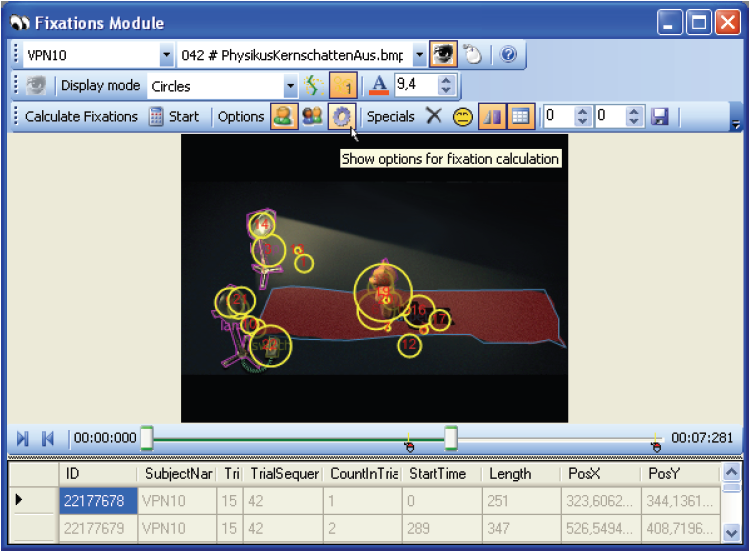 Fixations Module
VPN10 042 # PhysikusKernschattenAus.bmp
Display mode Circles 1 A 9,4
Calculate Fixations Start Options Specials 0 0
Show options for fixation calculation
14
16
17
12
00:00:000 00:07:281
ID SubjectNar Tri TrialSequer CountInTria StartTime Length PosX PosY
22177678 VPN10 15 42 1 0 251 323,6062... 344,1361...
22177679 VPN10 15 42 2 289 347 526,5494... 408,7196...